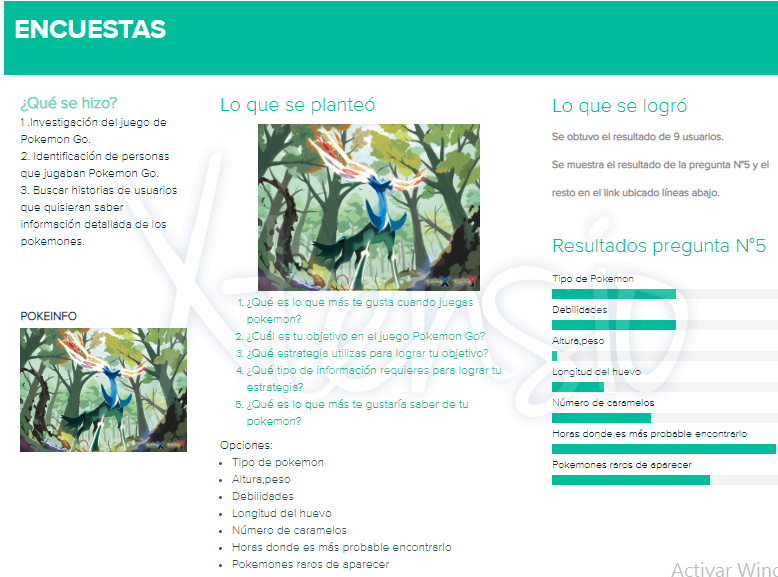 ENCUESTAS
¿Qué se hizo?
1 .Investigación del juego de
Pokemon Go.
2. Identificación de personas
que jugaban Pokemon Go.
3. Buscar historias de usuarios
que quisieran saber
información detallada de los
pokemones.
POKEINFO
Lo que se planteó
1. ¿Qué es lo que más te gusta cuando juegas
pokemon?
2. ¿Cuál es tu objetivo en el juego Pokemon Go?
3. ¿Qué estrategia utilizas para lograr tu objetivo?
4. ¿Qué tipo de información requieres para lograr tu
estrategia?
5. ¿Qué es lo que más te gustaría saber de tu
pokemon?
Opciones:
• Tipo de pokemon
• Altura,peso
• Debilidades
• Longitud del huevo
• Número de caramelos
• Horas donde es más probable encontrarlo
• Pokemones raros de aparecer
Lo que se logró
Se obtuvo el resultado de 9 usuarios.
Se muestra el resultado de la pregunta N°5 y el
resto en el link ubicado líneas abajo.
Resultados pregunta N°5
Tipo de Pokemon
Debilidades
Altura,peso
Longitud del huevo
Número de caramelos
Horas donde es más probable encontrarlo
Pokemones raros de aparecer
Xtensio
Activar Winc